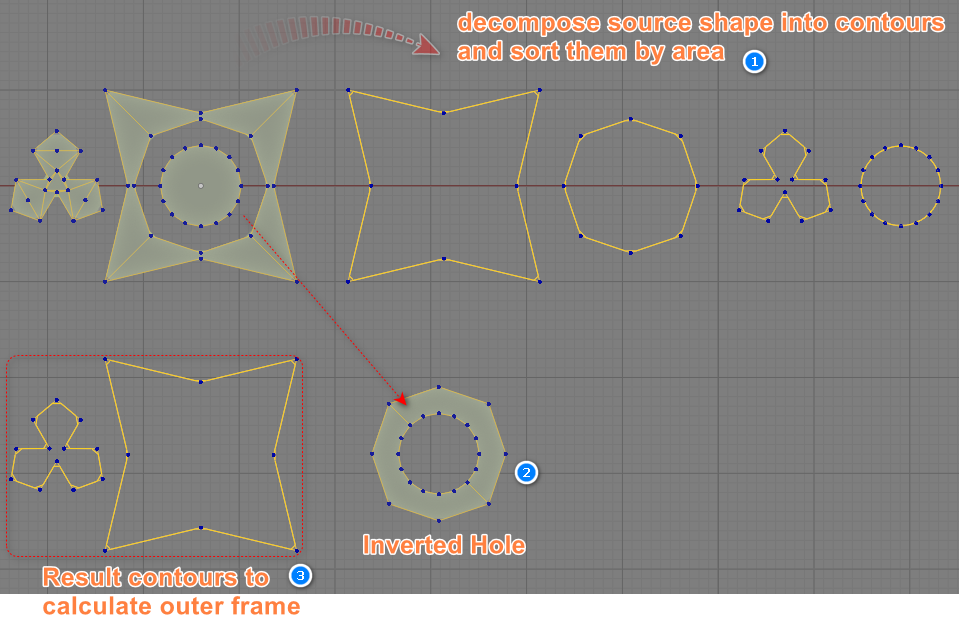 decompose source shape into contours
and sort them by area
1
2
Inverted Hole
Result contours to
3
calculate outer frame